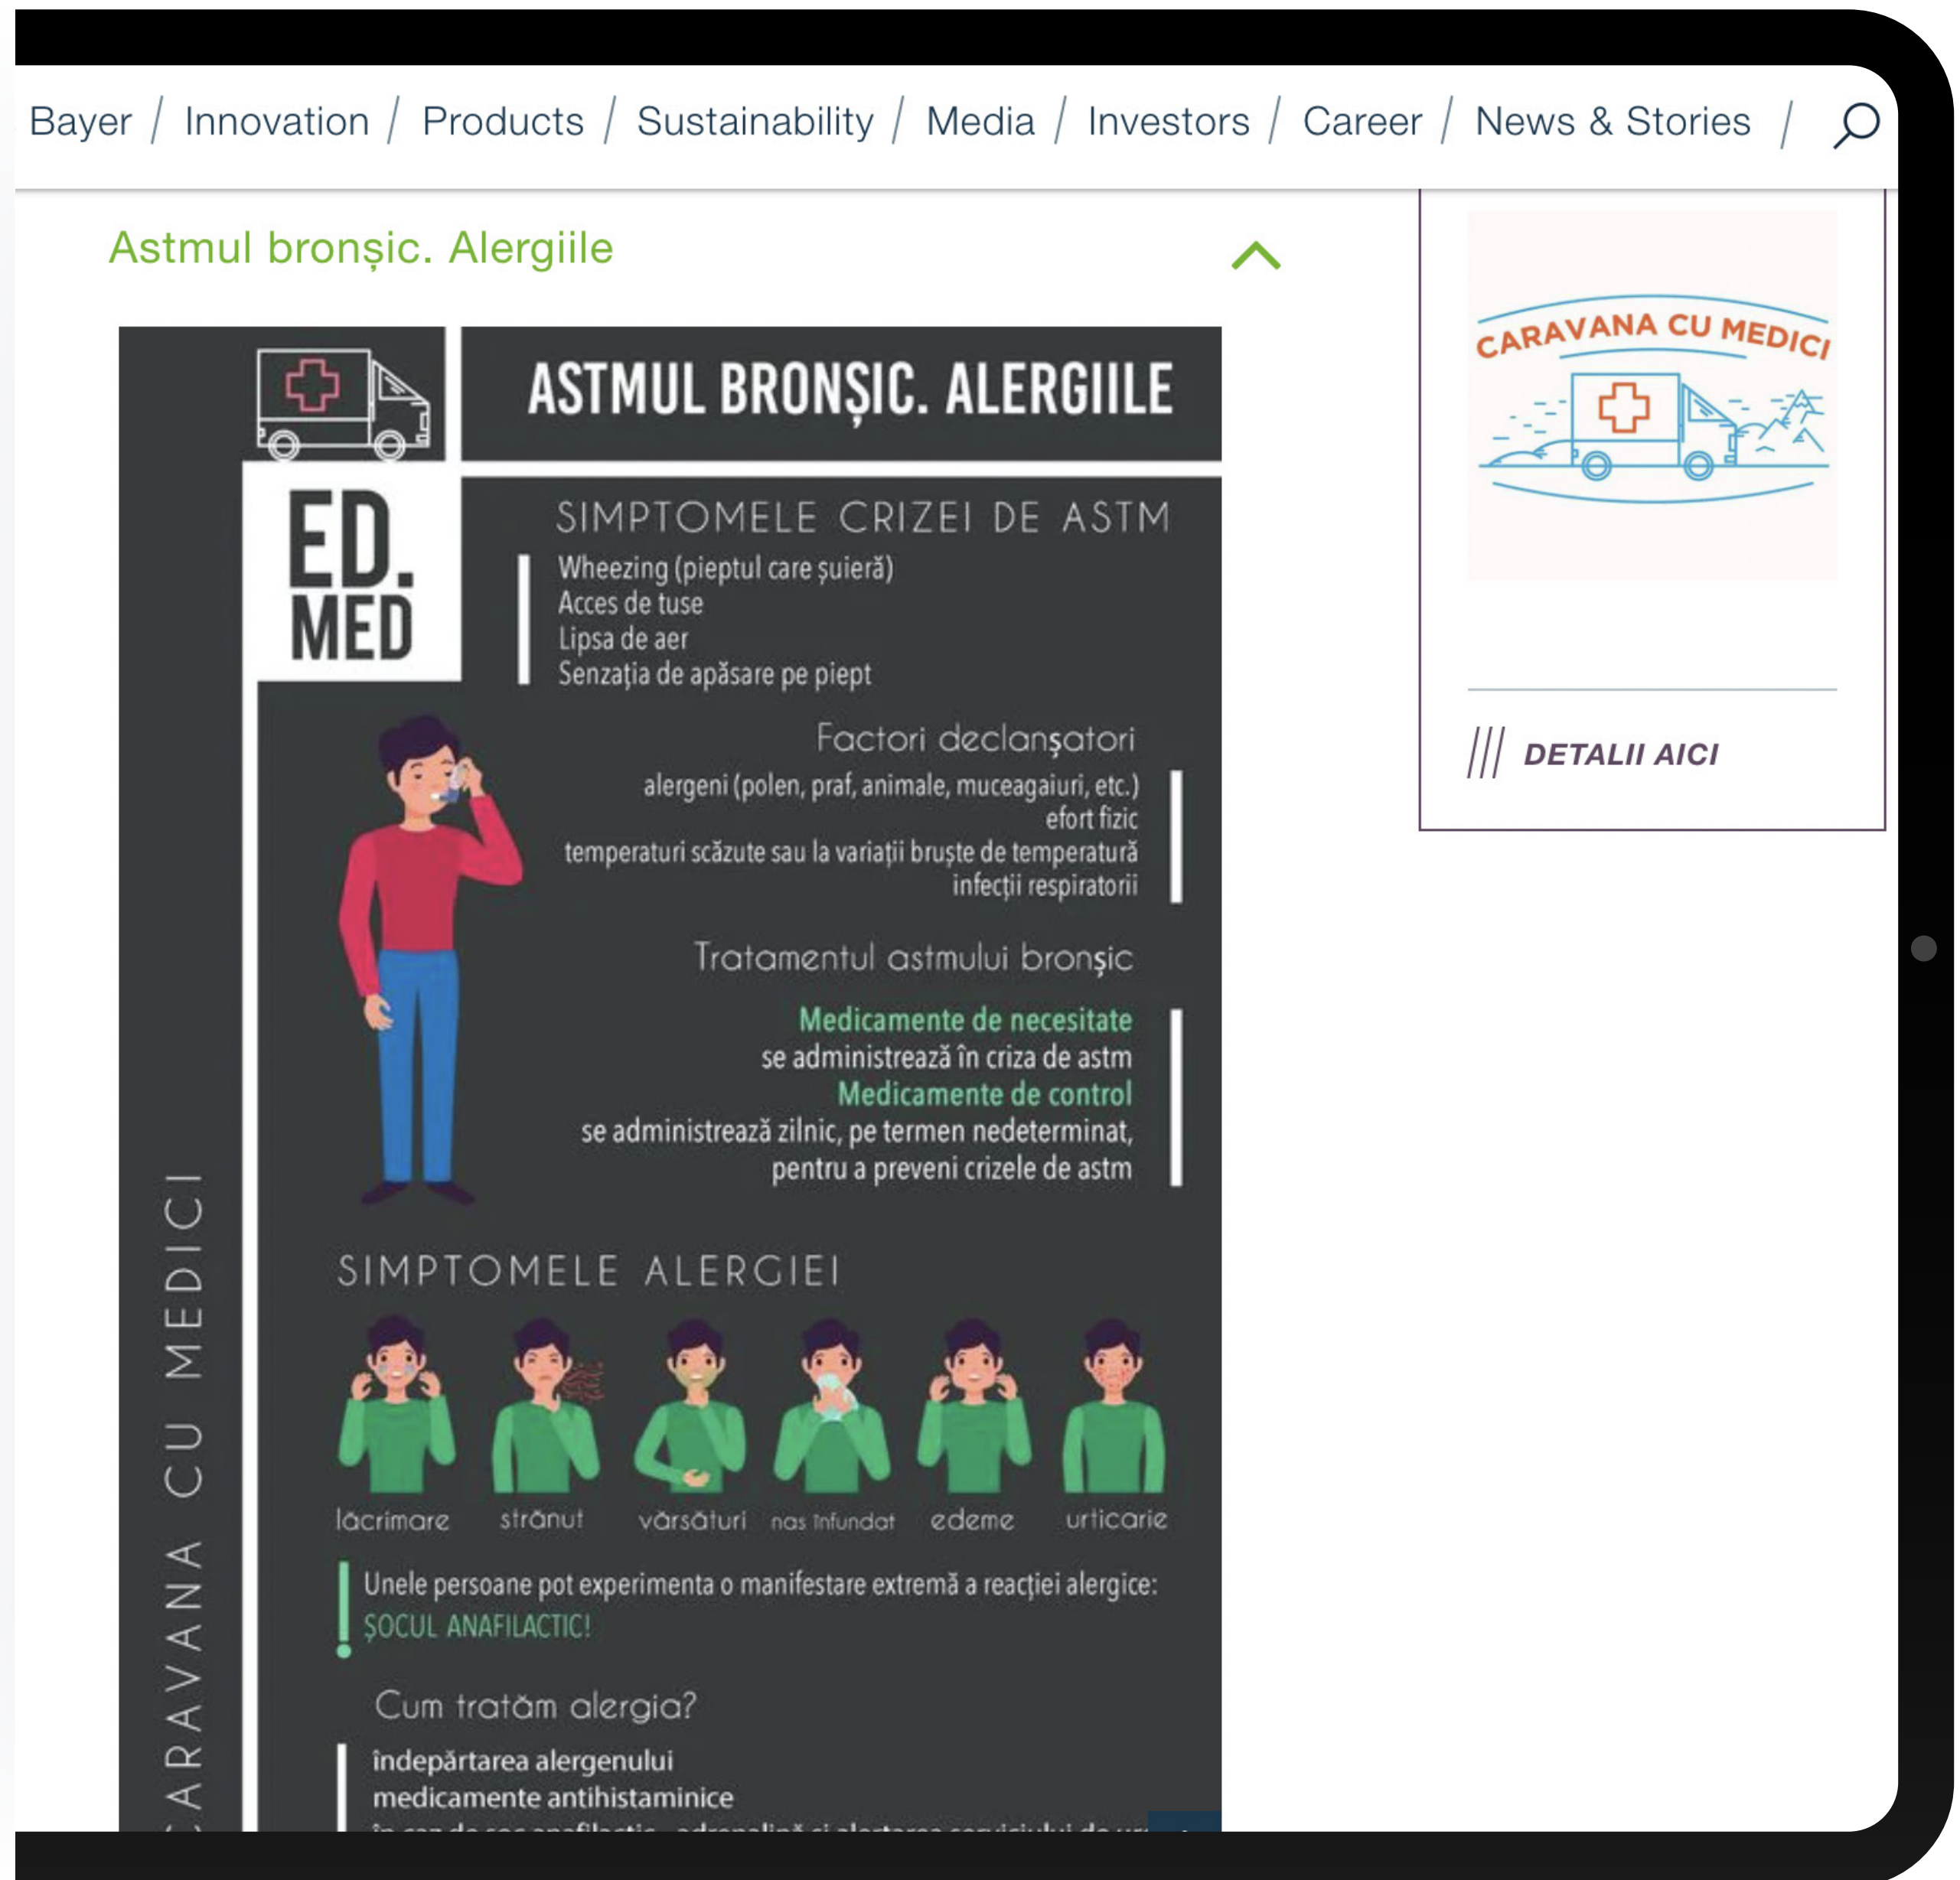 Bayer / Innovation / Products / Sustainability / Media / Investors / Career / News & Stories /
Astmul bronșic. Alergiile
ASTMUL BRONȘIC. ALERGIILE
ED.
MED
SIMPTOMELE CRIZEI DE ASTM
Wheezing (pieptul care șuieră)
Acces de tuse
Lipsa de aer
Senzația de apăsare pe piept
Factori declanșatori
alergeni (polen, praf, animale, muceagaiuri, etc.)
efort fizic
temperaturi scăzute sau la variații bruște de temperatură
infecții respiratorii
Tratamentul astmului bronșic
Medicamente de necesitate
se administrează în criza de astm
Medicamente de control
se administrează zilnic, pe termen nedeterminat,
pentru a preveni crizele de astm
SIMPTOMELE ALERGIEI
lăcrimare strănut vărsături nas înfundat edeme urticarie
Unele persoane pot experimenta o manifestare extremă a reacției alergice:
ȘOCUL ANAFILACTIC!
Cum tratăm alergia?
îndepărtarea alergenului
medicamente antihistaminice
CARAVANA CU MEDICI
CARAVANA CU MEDICI
DETALII AICI